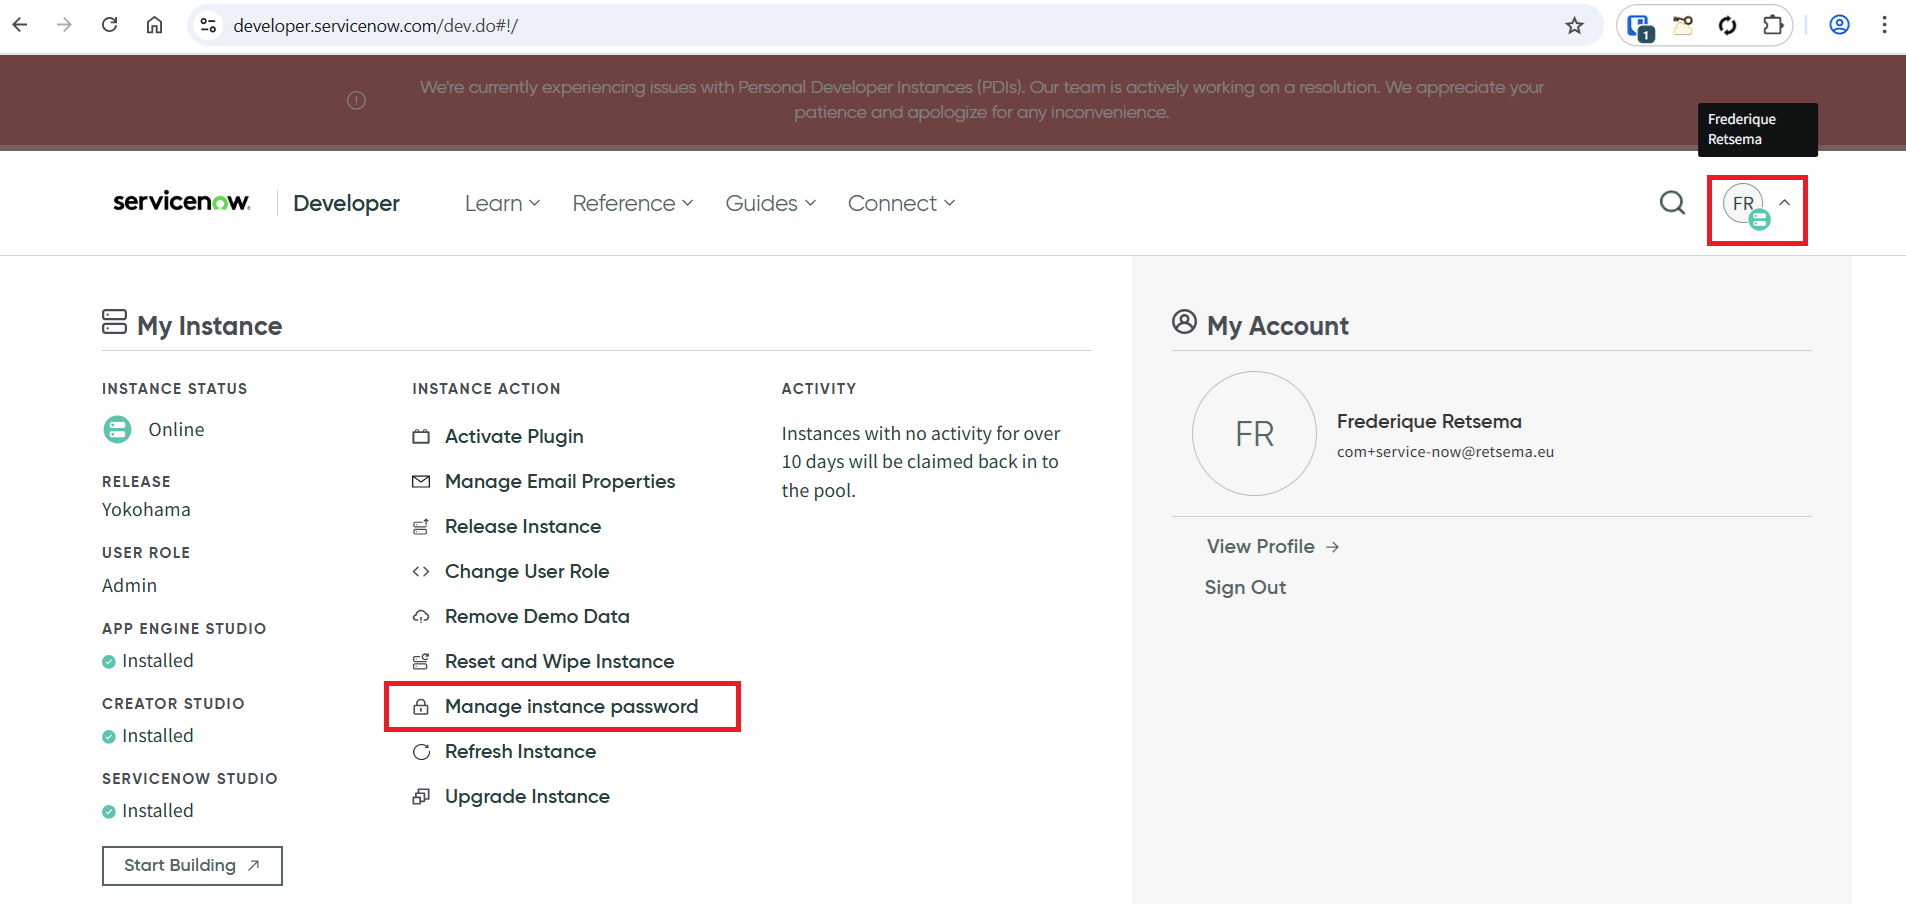 developer.servicenow.com/dev.do#!/
1
We're currently experiencing issues with Personal Developer Instances (PDIs). Our team is actively working on a resolution. We appreciate your
patience and apologize for any inconvenience.
Frederique
Retsema
servicenow. Developer Learn Reference Guides Connect FR
My Instance
INSTANCE STATUS
Online
RELEASE
Yokohama
USER ROLE
Admin
APP ENGINE STUDIO
Installed
CREATOR STUDIO
Installed
SERVICENOW STUDIO
Installed
Start Building
INSTANCE ACTION
Activate Plugin
Manage Email Properties
Release Instance
Change User Role
Remove Demo Data
Reset and Wipe Instance
Manage instance password
Refresh Instance
Upgrade Instance
ACTIVITY
Instances with no activity for over
10 days will be claimed back in to
the pool.
My Account
FR
Frederique Retsema
com+service-now@retsema.eu
View Profile
Sign Out